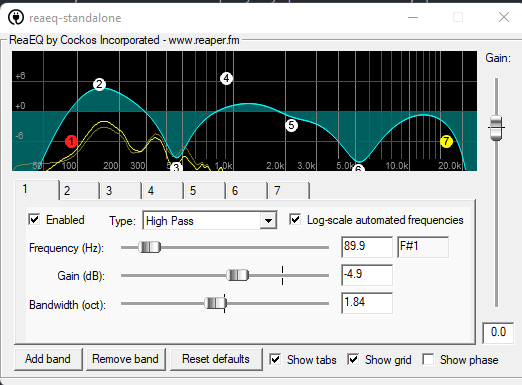 reaeq-standalone
ReaEQ by Cockos Incorporated - www.reaper.fm
Gain:
+6
+0
-6
1
2
3
4
5
6
7
50 100 200 300 500 1.0k 2.0k 3.0k 5.0k 10.0k 20.0k
1 2 3 4 5 6 7
Enabled Type: High Pass Log-scale automated frequencies
Frequency (Hz): 89.9 F#1
Gain (dB): -4.9
Bandwidth (oct): 1.84
0.0
Add band Remove band Reset defaults Show tabs Show grid Show phase